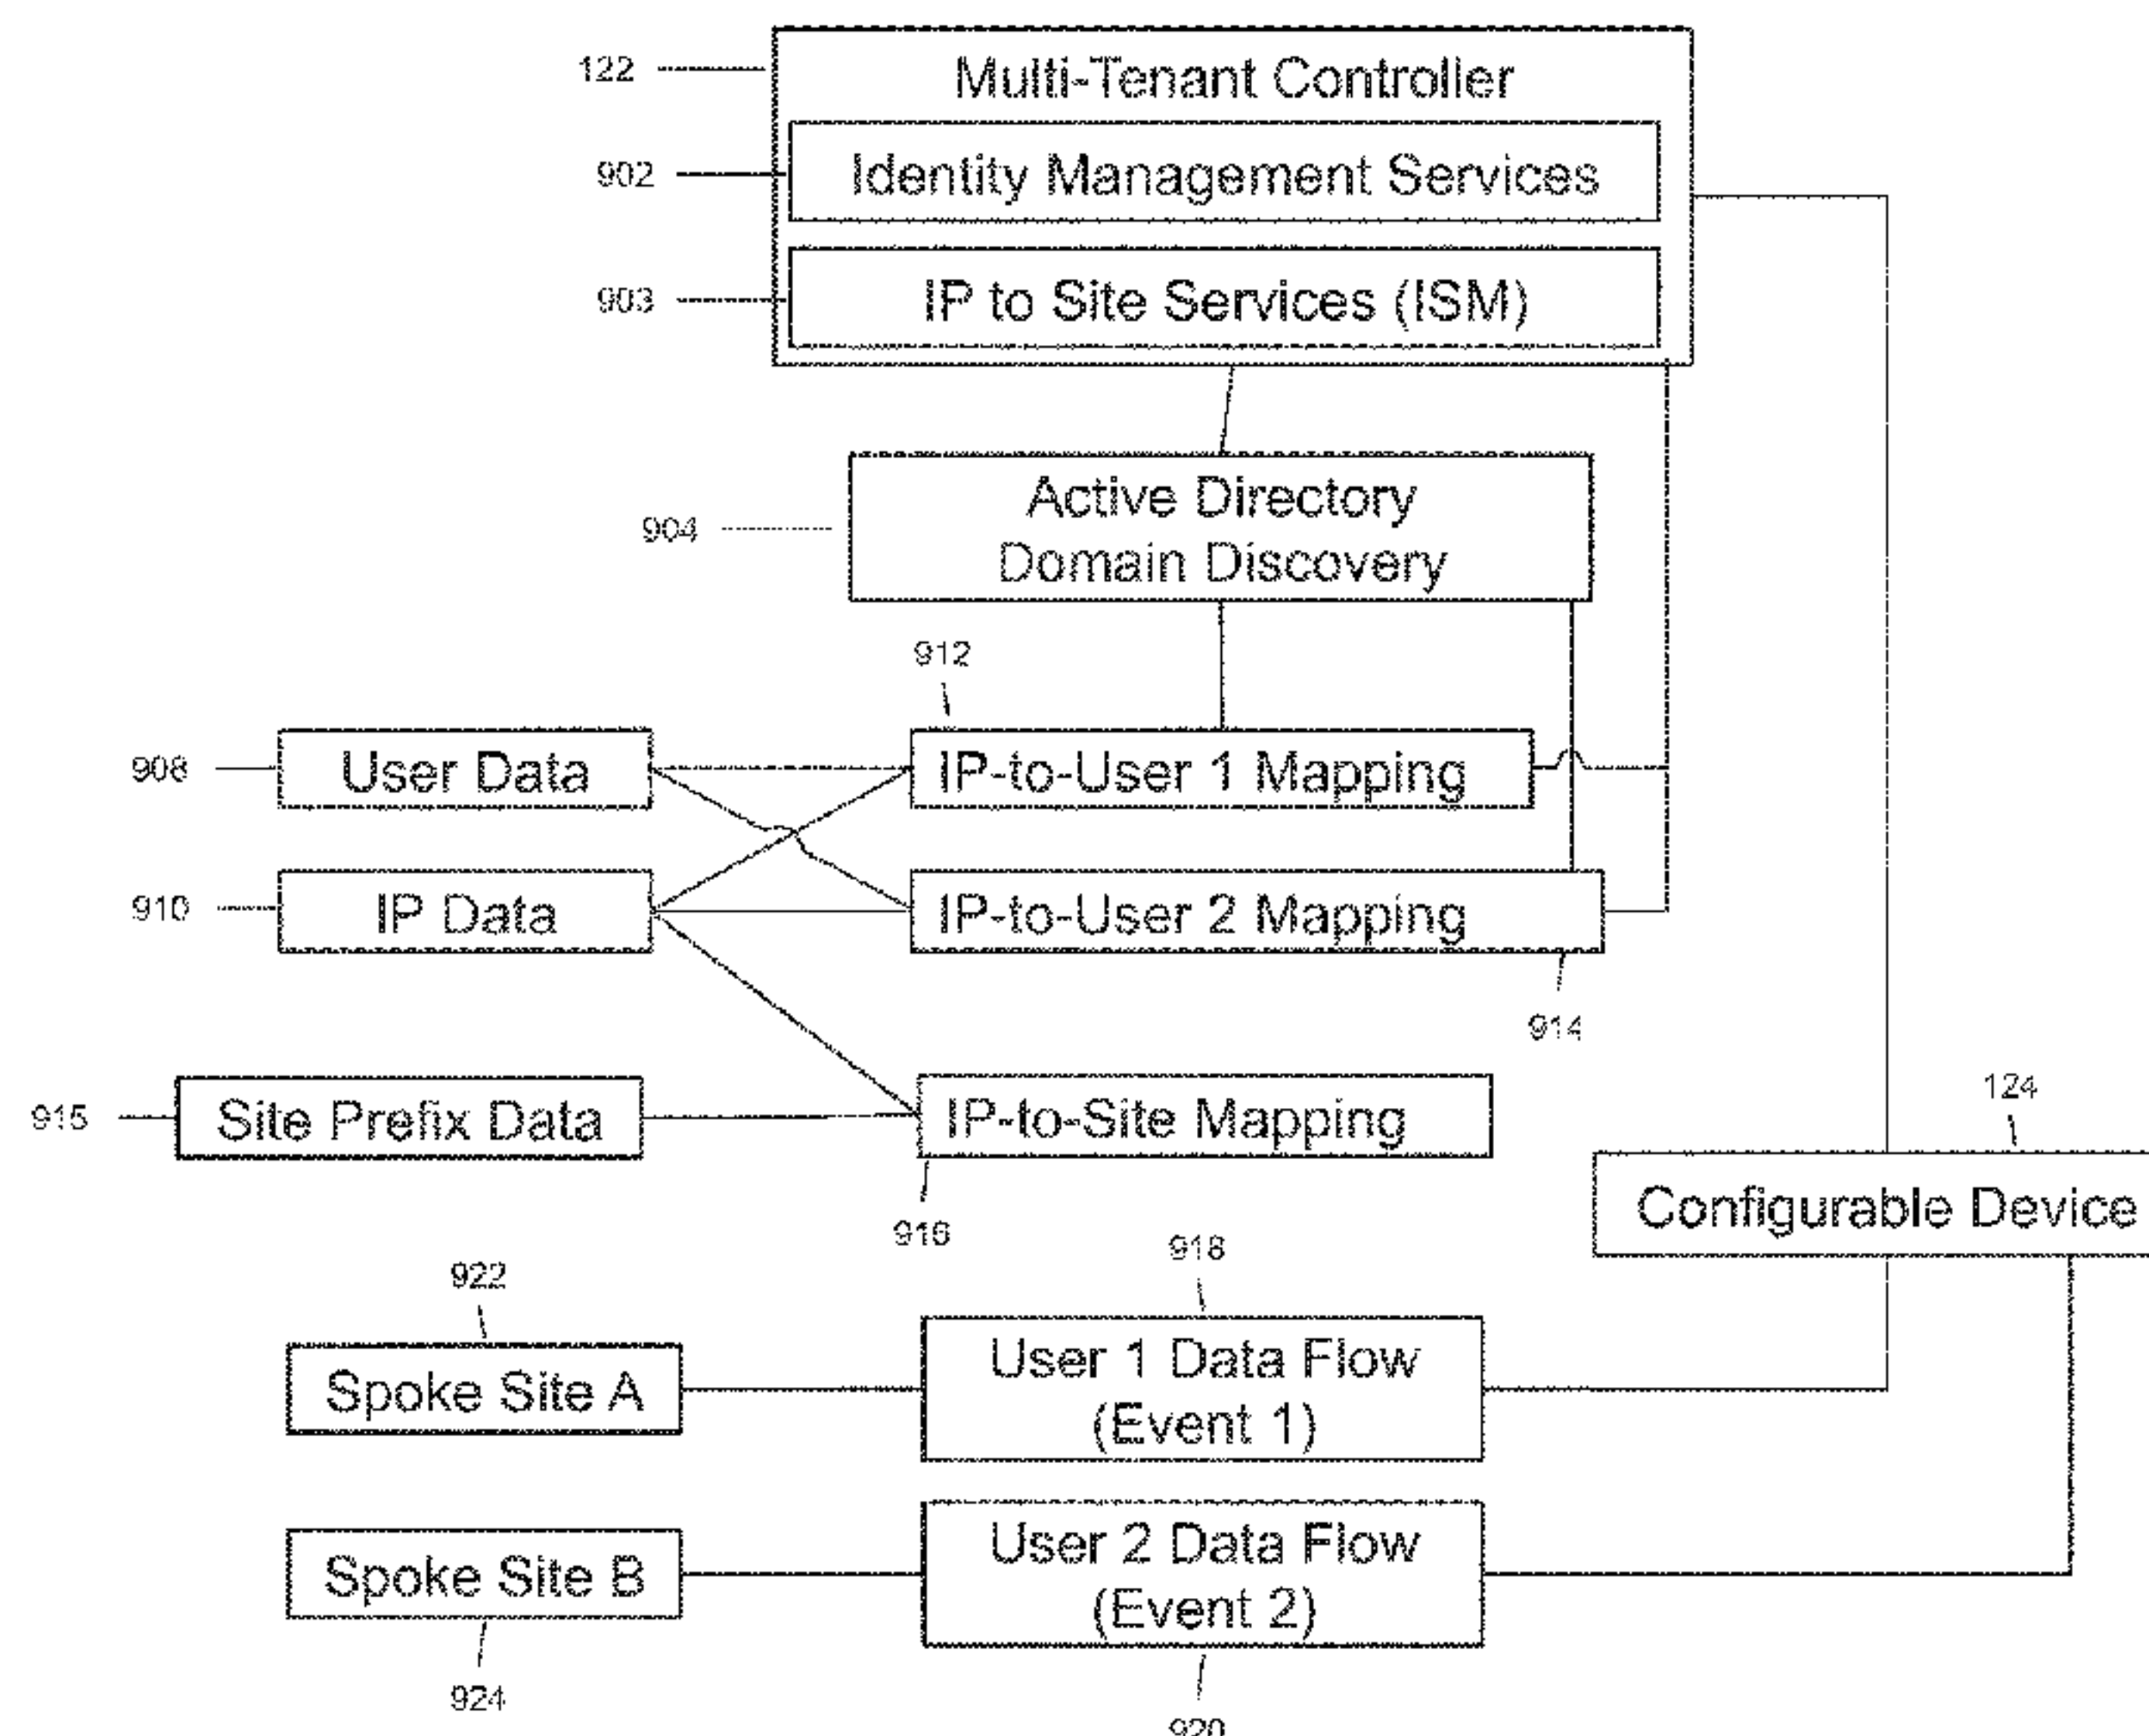 122
Multi-Tenant Controller
902
Identity Management Services
903
IP to Site Services (ISM)
904
Active Directory
Domain Discovery
912
908
User Data
IP-to-User 1 Mapping
910
IP Data
IP-to-User 2 Mapping
914
915
Site Prefix Data
IP-to-Site Mapping
124
916
Configurable Device
918
922
Spoke Site A
User 1 Data Flow
(Event 1)
Spoke Site B
User 2 Data Flow
(Event 2)
924
920